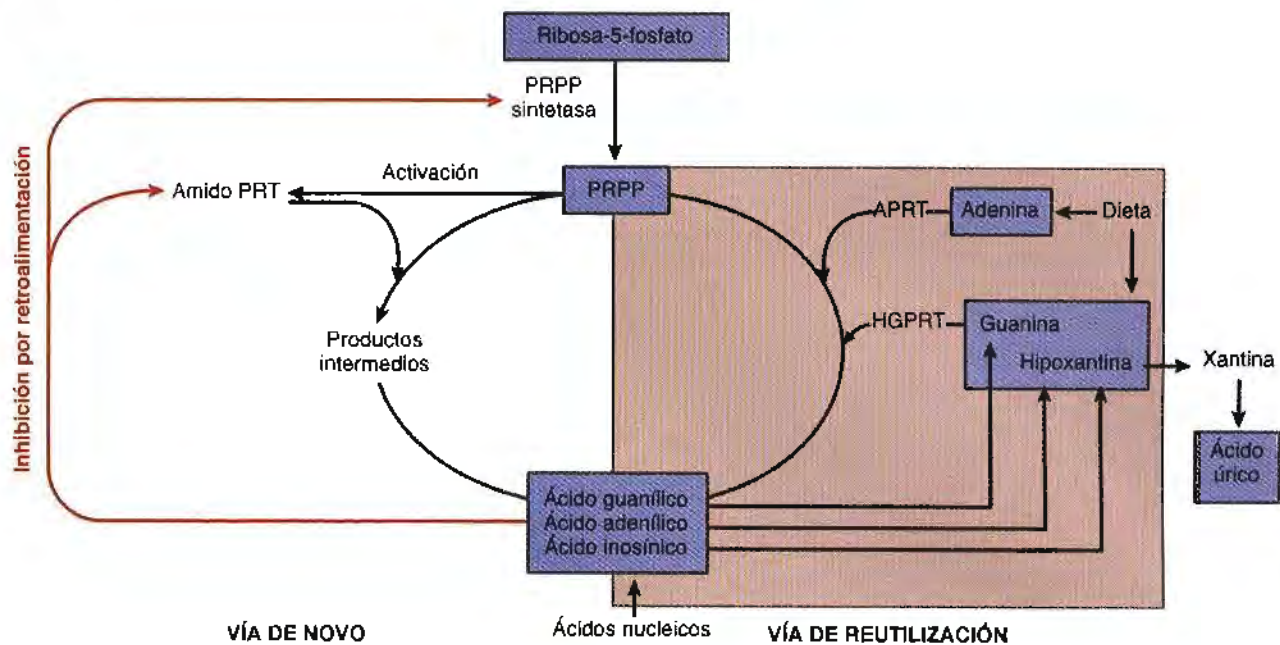 Ribosa-5-fosfato
PRPP
sintetasa
Inhibición por retroalimentación
Amido PRT
Activación
PRPP
APRT
Adenina
Dieta
HGPRT
Guanina
Hipoxantina
Xantina
Productos
intermedios
Ácido
úrico
Ácido guanílico
Ácido adenílico
Ácido inosínico
VÍA DE NOVO
Ácidos nucleicos
VÍA DE REUTILIZACIÓN